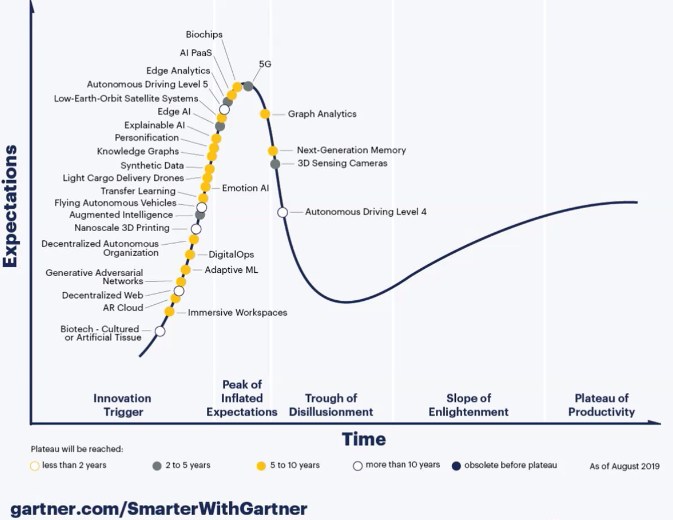 Biochips
5G
AI PaaS
Edge Analytics
Autonomous Driving Level 5
Low-Earth-Orbit Satellite Systems
Edge AI
Graph Analytics
Explainable AI
Personification
Knowledge Graphs
Next-Generation Memory
Synthetic Data
3D Sensing Cameras
Light Cargo Delivery Drones
Emotion AI
Transfer Learning
Flying Autonomous Vehicles
Autonomous Driving Level 4
Augmented Intelligence
Nanoscale 3D Printing
Decentralized Autonomous
Organization
DigitalOps
Adaptive ML
Generative Adversarial
Networks
Decentralized Web
AR Cloud
Immersive Workspaces
Biotech - Cultured
or Artificial Tissue
Expectations
Innovation
Trigger
Peak of
Inflated
Expectations
Trough of
Disillusionment
Slope of
Enlightenment
Plateau of
Productivity
Time
Plateau will be reached:
less than 2 years
2 to 5 years
5 to 10 years
more than 10 years
obsolete before plateau
As of August 2019
gartner.com/SmarterWithGartner